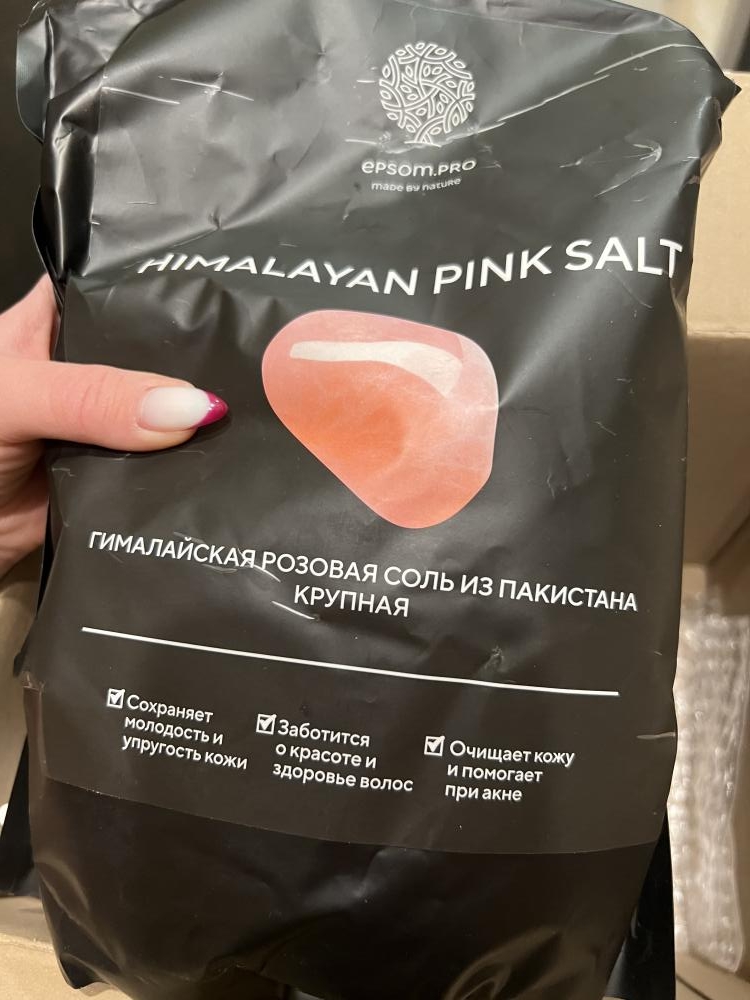 EPSOM.PRO
made by nature
HIMALAYAN PINK SALT
ГИМАЛАЙСКАЯ РОЗОВАЯ СОЛЬ ИЗ ПАКИСТАНА
КРУПНАЯ
Сохраняет
молодость и
упругость кожи
Заботится
о красоте и
здоровье волос
Очищает кожу
и помогает
при акне